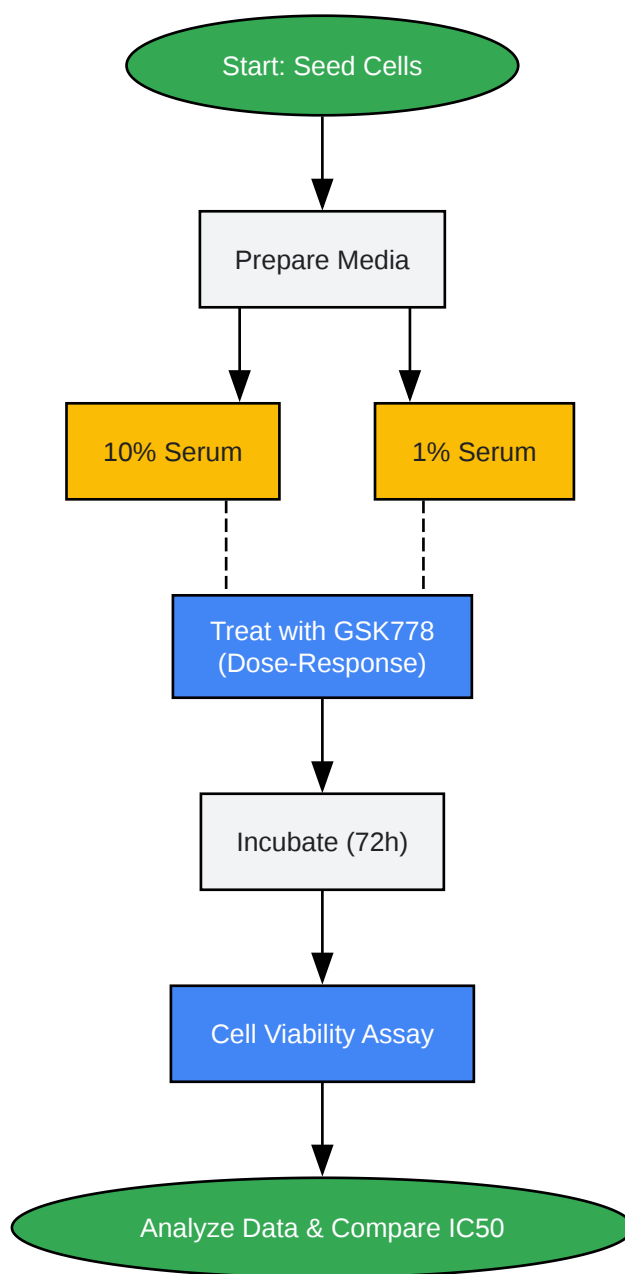 Start: Seed Cells
Prepare Media
10% Serum
1% Serum
Treat with GSK778
(Dose-Response)
Incubate (72h)
Cell Viability Assay
Analyze Data & Compare IC50